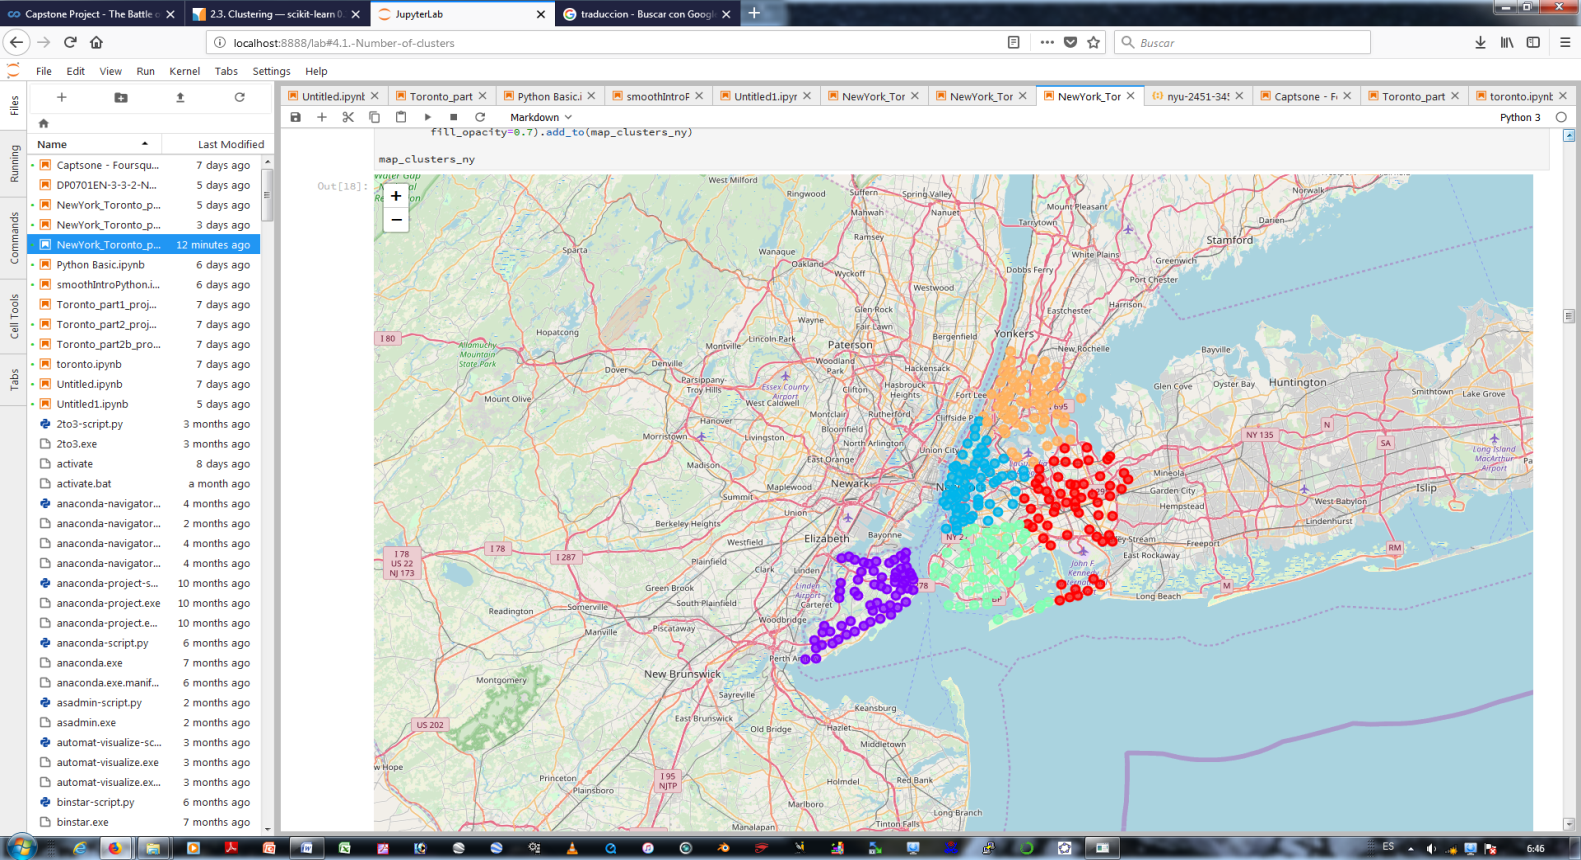 Capstone Project - The Battle o
2.3. Clustering — scikit-learn 0.
JupyterLab
traduccion - Buscar con Google
localhost:8888/lab#4.1.-Number-of-clusters
Buscar
File Edit View Run Kernel Tabs Settings Help
Files
Running
Commands
Cell Tools
Tabs
Name Last Modified
Captsone - Foursqu... 7 days ago
DP0701EN-3-3-2-N... 5 days ago
NewYork_Toronto_p... 5 days ago
NewYork_Toronto_p... 3 days ago
NewYork_Toronto_p... 12 minutes ago
Python Basic.ipynb 6 days ago
smoothIntroPython.i... 6 days ago
Toronto_part1_proj... 7 days ago
Toronto_part2_proj... 7 days ago
Toronto_part2b_pro... 7 days ago
toronto.ipynb 7 days ago
Untitled.ipynb 7 days ago
Untitled1.ipynb 5 days ago
2to3-script.py 3 months ago
2to3.exe 3 months ago
activate 8 days ago
activate.bat a month ago
anaconda-navigator... 4 months ago
anaconda-navigator... 2 months ago
anaconda-navigator... 4 months ago
anaconda-navigator... 4 months ago
anaconda-project-s... 10 months ago
anaconda-project.exe 10 months ago
anaconda-project.e... 10 months ago
anaconda-script.py 6 months ago
anaconda.exe 7 months ago
anaconda.exe.manif... 6 months ago
asadmin-script.py 2 months ago
asadmin.exe 2 months ago
automat-visualize-sc... 3 months ago
automat-visualize.exe 3 months ago
automat-visualize.ex... 3 months ago
binstar-script.py 6 months ago
binstar.exe 7 months ago
Untitled.ipynb
Toronto_part
Python Basic.i
smoothIntroP
Untitled1.ipyr
NewYork_Tor
NewYork_Tor
NewYork_Tor
nyu-2451-345
Captsone - F
Toronto_part
toronto.ipynb
Markdown
Python 3
fill_opacity=0.7).add_to(map_clusters_ny)
map_clusters_ny
Out[18]:
+
−
West Milford
Ringwood
Suffern
Spring Valley
Norwalk
Mahwah
Nanuet
Mount Pleasant
Tarrytown
Darien
Ramsey
Stamford
Sparta
Wanaque
White Plains
Oakland
Greenwich
Wyckoff
Dobbs Ferry
Port Chester
Westwood
Harrison
Glen Rock
Eastchester
Wayne
Fair Lawn
Hopatcong
Yonkers
I 80
Lincoln Park
Bergenfield
Paterson
Allamuchy
Mountain
State Park
Montville
New Rochelle
Bayville
Woodland
Park
Denville
Hackensack
Dover
Parsippany-
Troy Hills
Essex County
Airport
Hasbrouck
Heights
Glen Cove
Oyster Bay
Huntington
Clifton
Smithtown
Lake Grove
Mount Olive
West Caldwell
Fort Lee
I 695
Montclair
Rutherford
Hanover
Bloomfield
Cliffside Park
N
NY 135
SA
Morristown
Livingston
North Arlington
Union City
East Orange
Long Island
MacArthur
Airport
Madison
Mineola
Newark
Maplewood
Garden City
Islip
Summit
West Babylon
Union
Hempstead
Berkeley Heights
Lindenhurst
Bayonne
Freeport
Westfield
Elizabeth
I 78
East Rockaway
RM
I 78
US 22
NJ 173
I 287
Plainfield
Clark
Linden
Long Beach
M
Green Brook
Carteret
78
Readington
Somerville
South Plainfield
Piscataway
Woodbridge
Manville
New Brunswick
Montgomery
Sayreville
Keansburg
US 202
East Brunswick
Old Bridge
Hazlet
Middletown
w Hope
Princeton
I 95
NJTP
Holmdel
Red Bank
Plainsboro
Marlboro
Long Branch
Tinton Falls
Manalapan
ES
6:46